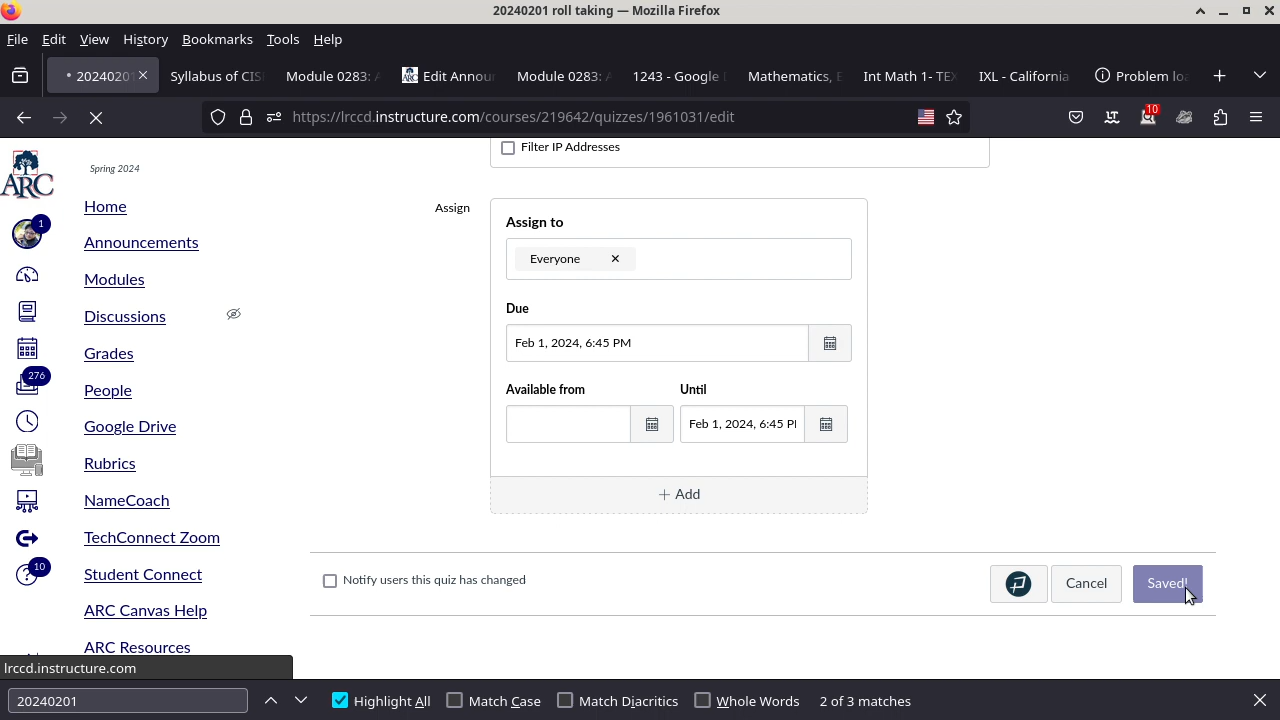 20240201 roll taking — Mozilla Firefox
File Edit View History Bookmarks Tools Help
20240201 Syllabus of CIS Module 0283: A Edit Annour Module 0283: A 1243 - Google Mathematics, E Int Math 1- TEX IXL - California Problem loa
https://lrccd.instructure.com/courses/219642/quizzes/1961031/edit
10
ARC
1
276
10
Spring 2024
Home
Announcements
Modules
Discussions
Grades
People
Google Drive
Rubrics
NameCoach
TechConnect Zoom
Student Connect
ARC Canvas Help
ARC Resources
Filter IP Addresses
Assign
Assign to
Everyone
Due
Feb 1, 2024, 6:45 PM
Available from Until
Feb 1, 2024, 6:45 P
+ Add
Notify users this quiz has changed
Cancel Saved!
lrccd.instructure.com
20240201 Highlight All Match Case Match Diacritics Whole Words 2 of 3 matches